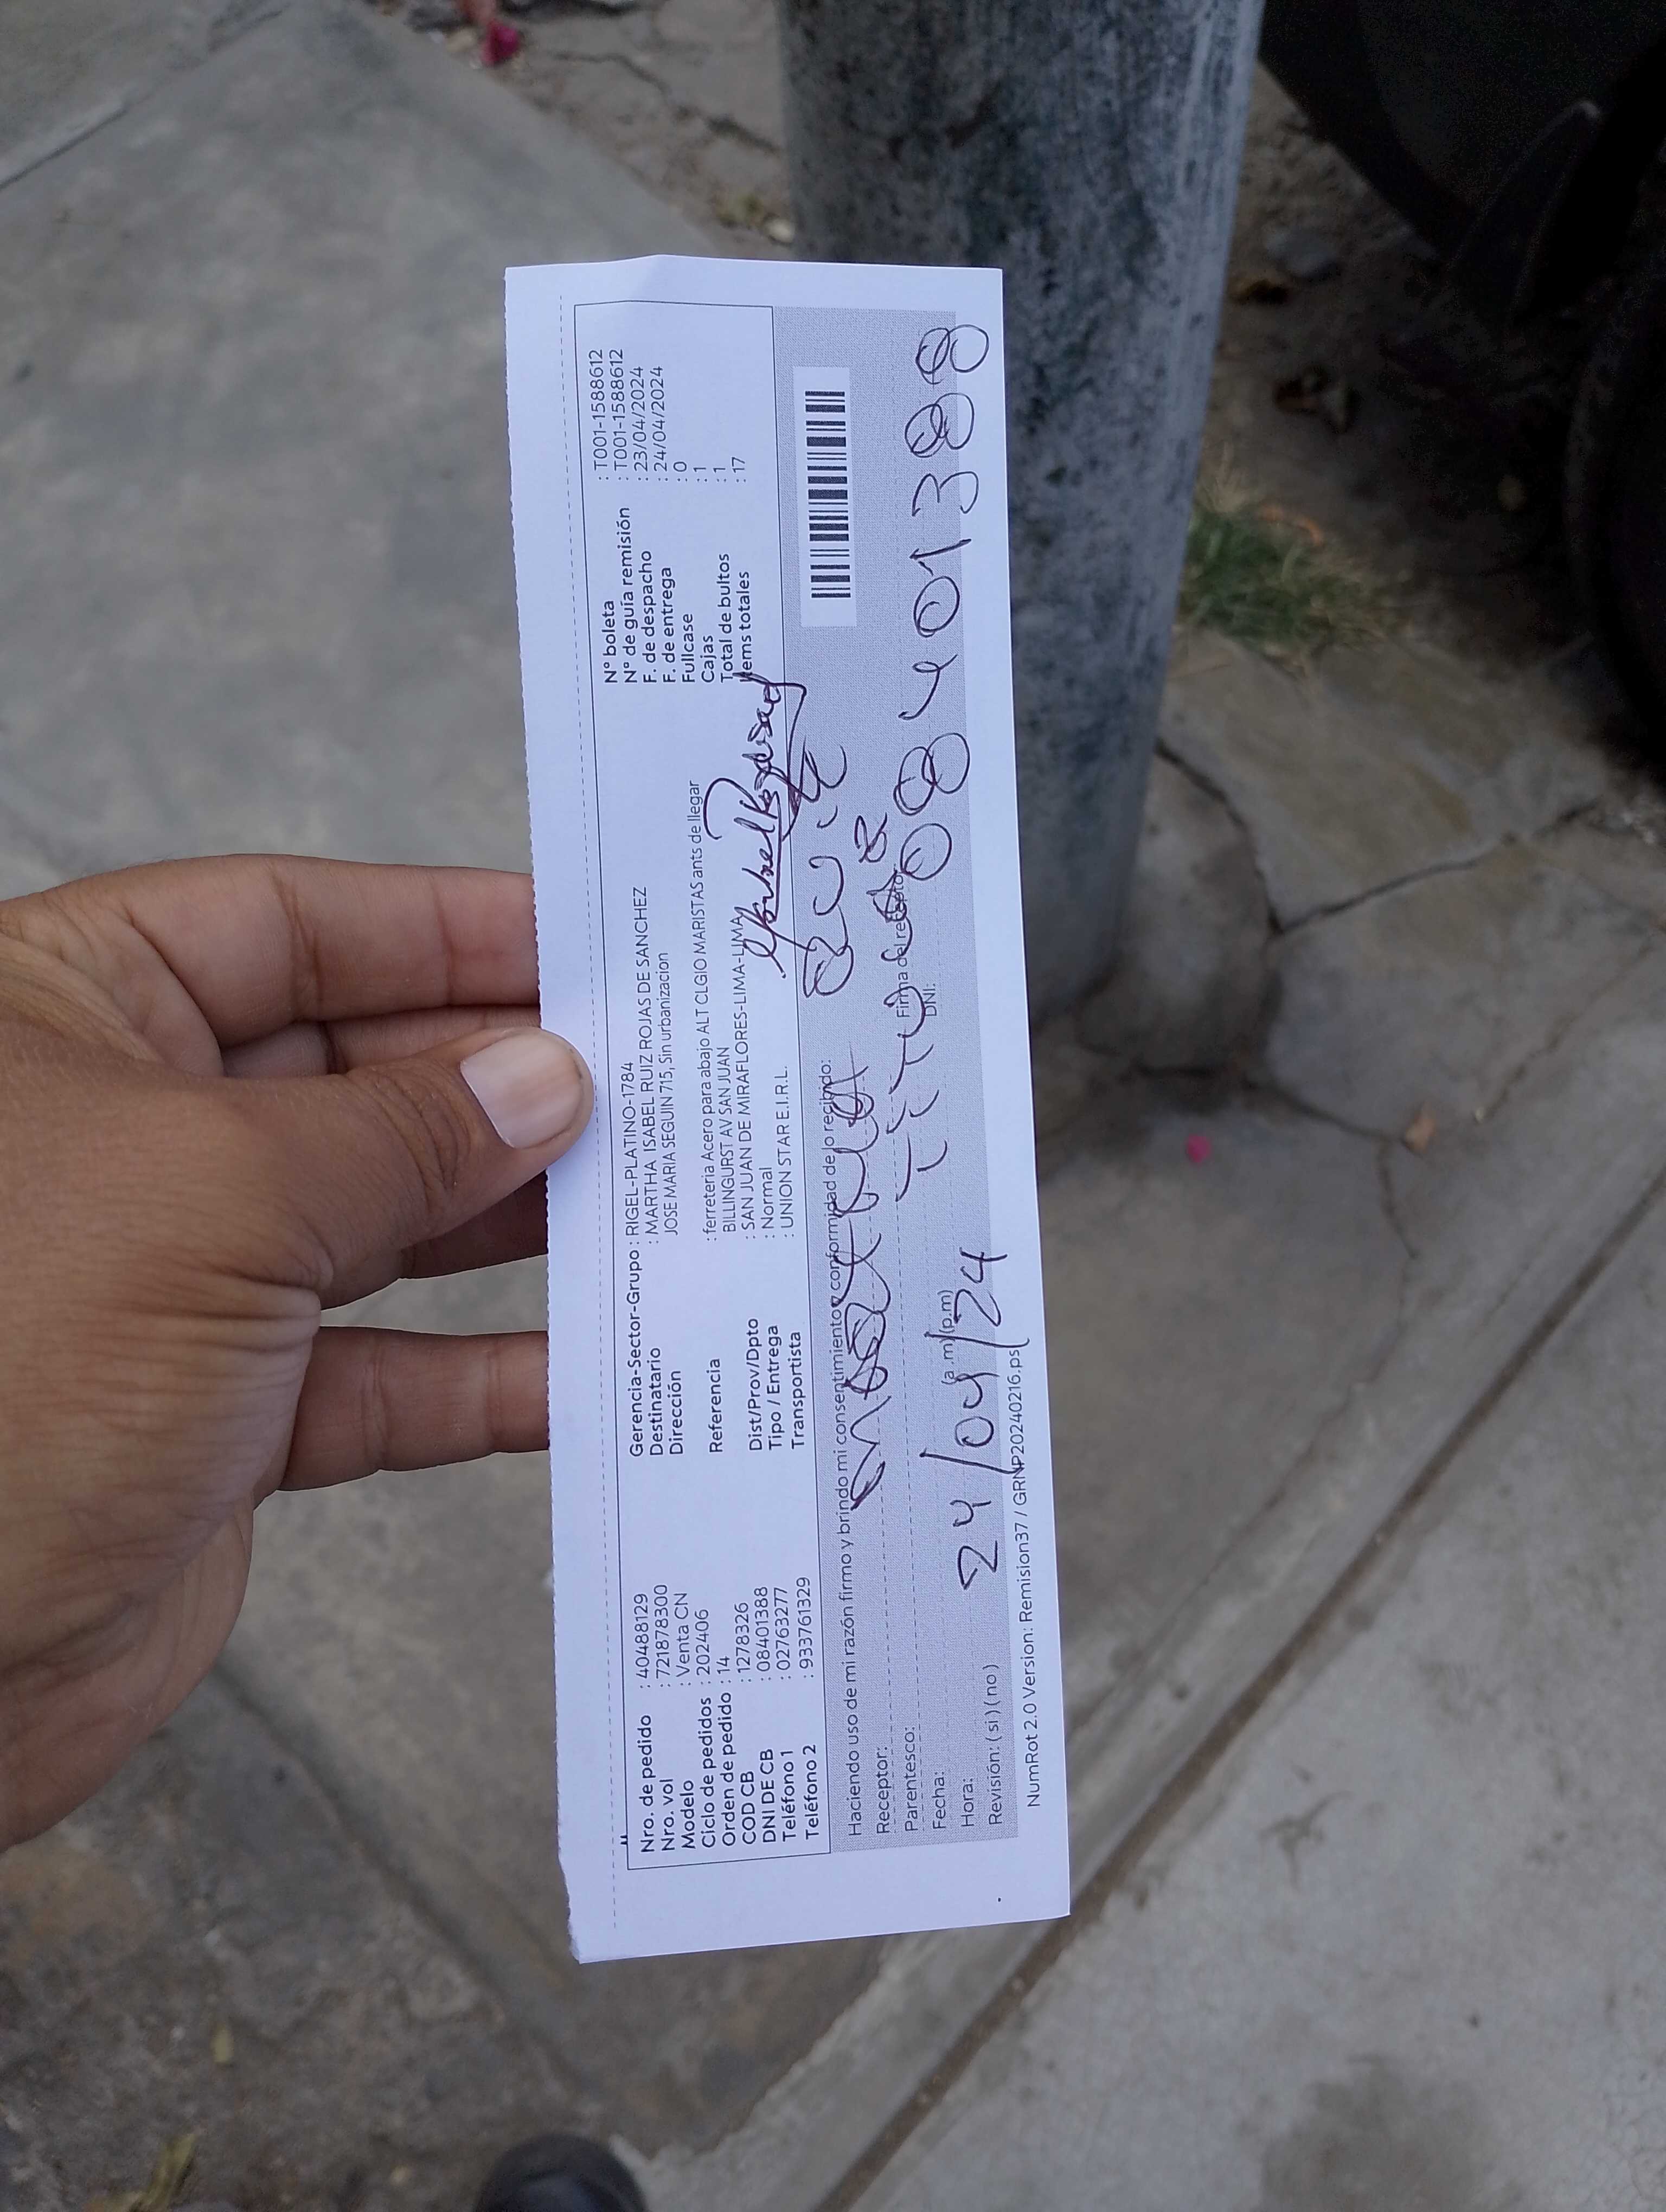 Nro. de pedido : 40488129
Nro. vol : 721878300
Modelo : Venta CN
Ciclo de pedidos : 202406
Orden de pedido : 14
COD CB : 1278326
DNI DE CB : 08401388
Teléfono 1 : 02763277
Teléfono 2 : 933761329
Gerencia-Sector-Grupo : RIGEL-PLATINO-1784
Destinatario : MARTHA ISABEL RUIZ ROJAS DE SANCHEZ
Dirección JOSE MARIA SEGUIN 715, Sin urbanizacion
Referencia : ferreteria Acero para abajo ALT CLGIO MARISTAS ants de llegar
BILLINGURST AV SAN JUAN
Dist/Prov/Dpto : SAN JUAN DE MIRAFLORES-LIMA-LIMA
Tipo / Entrega : Normal
Transportista : UNION STAR E.I.R.L.
N° boleta : T001-1588612
N° de guía remisión : T001-1588612
F. de despacho : 23/04/2024
F. de entrega : 24/04/2024
Fullcase : 0
Cajas : 1
Total de bultos : 1
Items totales : 17
Haciendo uso de mi razón firmo y brindo mi consentimiento y conformidad de lo recibido:
Receptor: Martha Ruiz
Parentesco: Titular
Firma del receptor
Fecha: 24/04/24
DNI: 08401388
Hora: (a.m) (p.m)
Revisión: ( si ) ( no )
NumRot 2.0 Version: Remision37 / GRNP20240216.ps